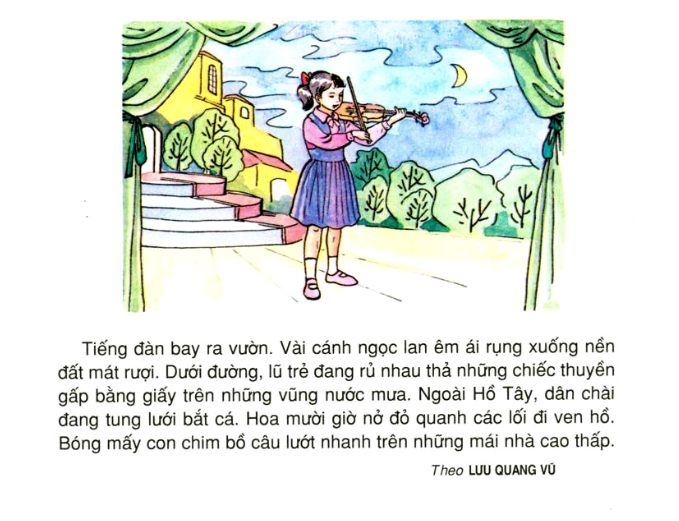 Tiếng đàn bay ra vườn. Vài cánh ngọc lan êm ái rụng xuống nền
đất mát rượi. Dưới đường, lũ trẻ đang rủ nhau thả những chiếc thuyền
gấp bằng giấy trên những vũng nước mưa. Ngoài Hồ Tây, dân chài
đang tung lưới bắt cá. Hoa mười giờ nở đỏ quanh các lối đi ven hồ.
Bóng mấy con chim bồ câu lướt nhanh trên những mái nhà cao thấp.
Theo LƯU QUANG VŨ